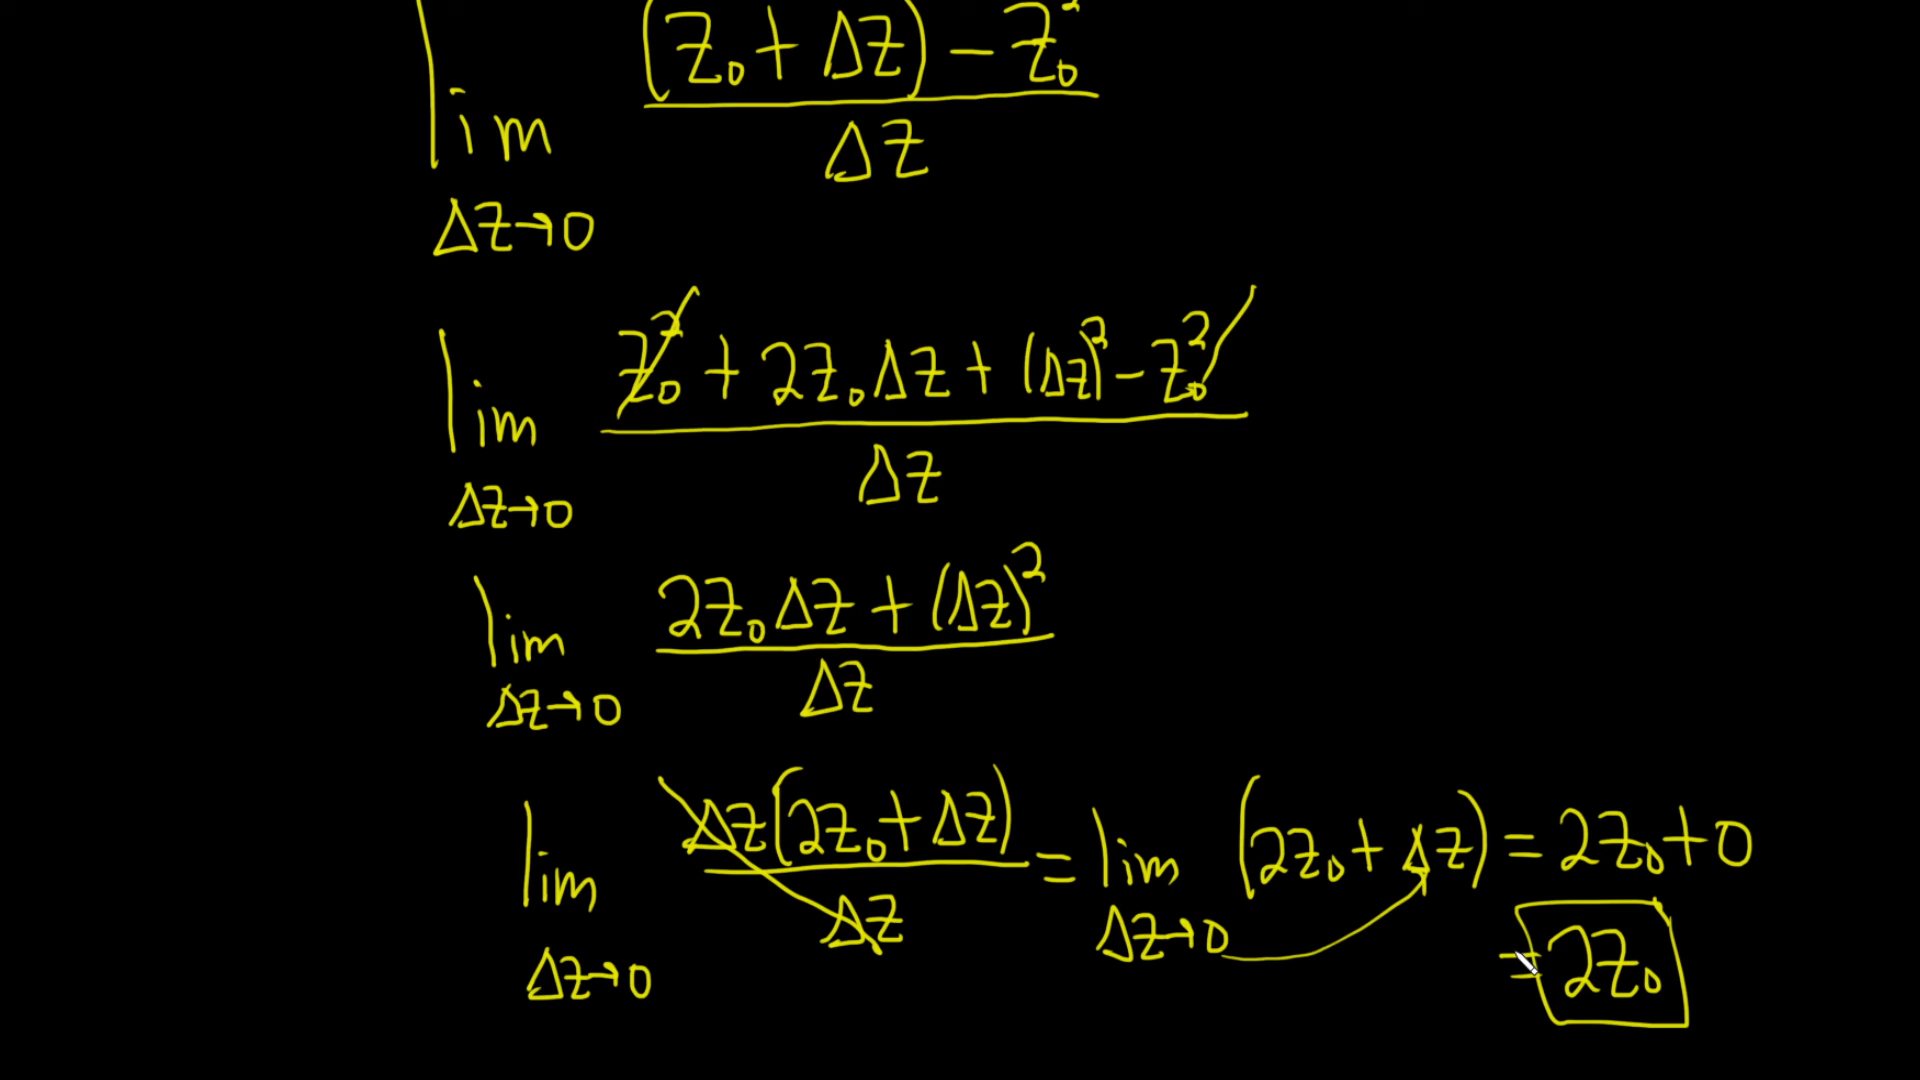 lim (z₀ + Δz) − z₀²
Δz
Δz→0
lim z₀² + 2z₀Δz + (Δz)² − z₀²
Δz
Δz→0
lim 2z₀Δz + (Δz)²
Δz
Δz→0
lim Δz(2z₀ + Δz) = lim (2z₀ + Δz) = 2z₀ + 0
Δz
Δz→0 Δz→0 = 2z₀